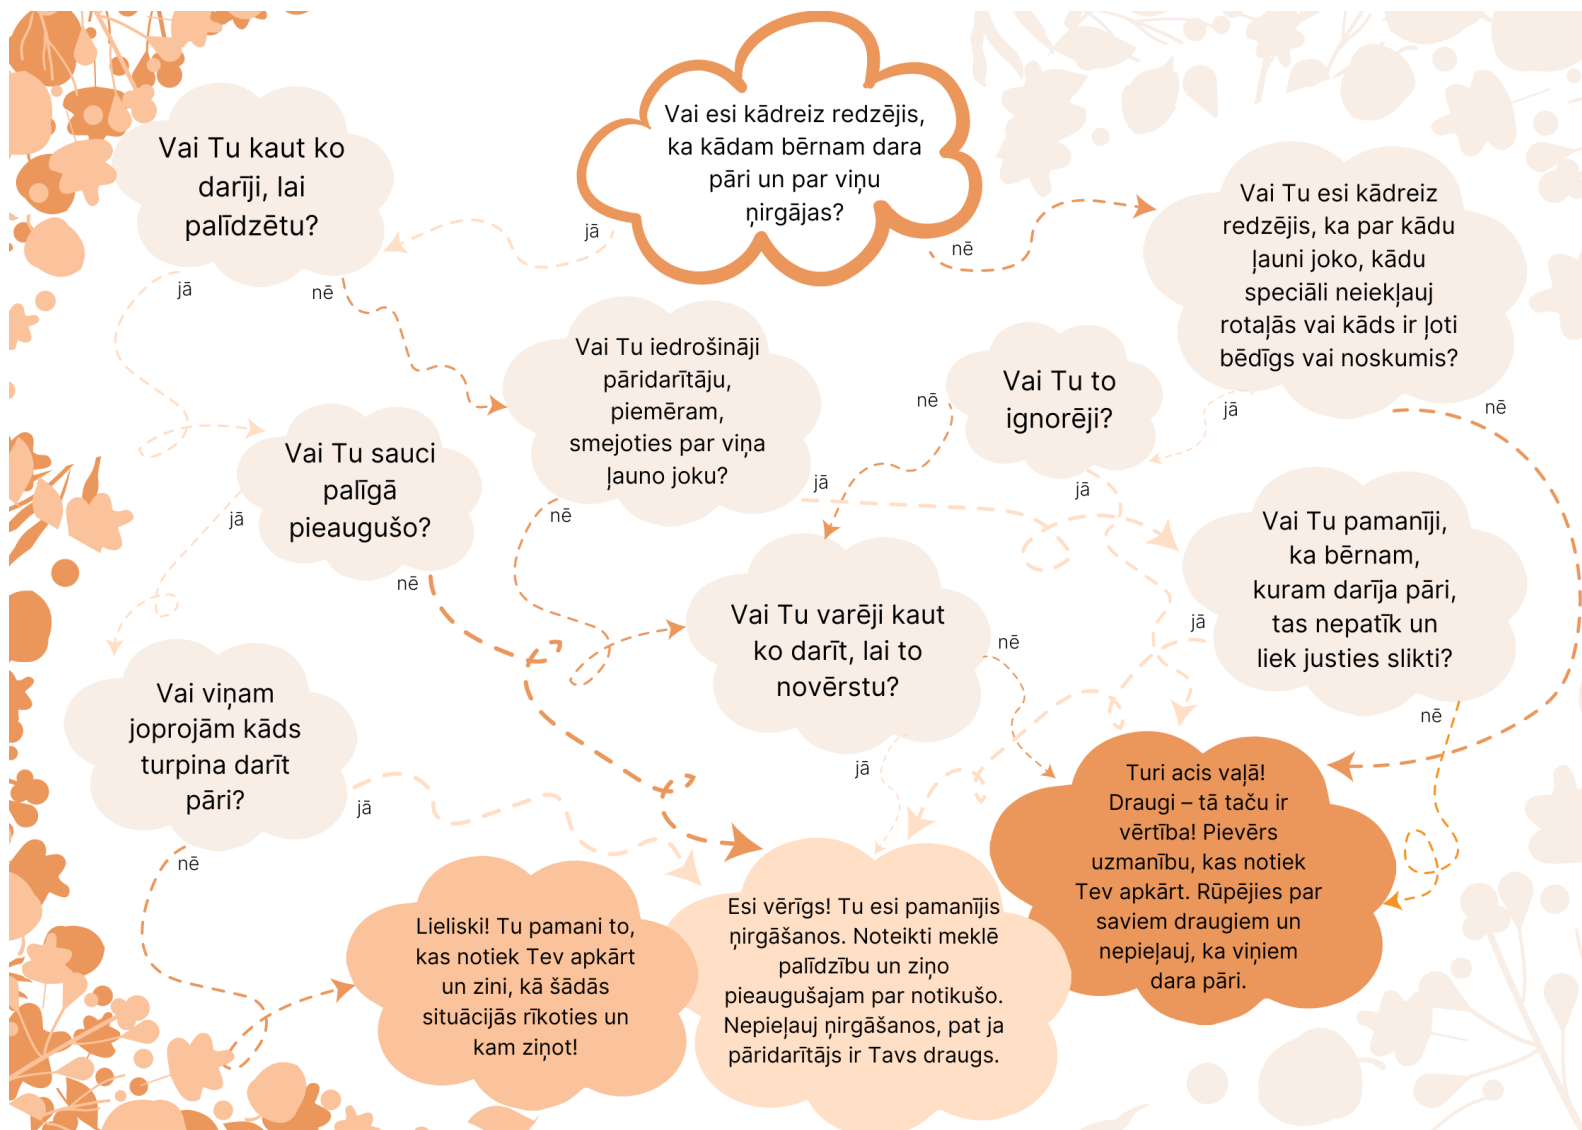 Vai esi kādreiz redzējis,
ka kādam bērnam dara
pāri un par viņu
ņirgājas?
jā
nē
Vai Tu kaut ko
darīji, lai
palīdzētu?
jā
nē
Vai Tu esi kādreiz
redzējis, ka par kādu
ļauni joko, kādu
speciāli neiekļauj
rotaļās vai kāds ir ļoti
bēdīgs vai noskumis?
jā
nē
Vai Tu iedrošināji
pāridarītāju,
piemēram,
smejoties par viņa
ļauno joku?
jā
nē
Vai Tu to
ignorēji?
nē
jā
Vai Tu sauci
palīgā
pieaugušo?
jā
nē
Vai Tu pamanīji,
ka bērnam,
kuram darīja pāri,
tas nepatīk un
liek justies slikti?
jā
nē
Vai Tu varēji kaut
ko darīt, lai to
novērstu?
nē
jā
Vai viņam
joprojām kāds
turpina darīt
pāri?
jā
nē
Turi acis vaļā!
Draugi – tā taču ir
vērtība! Pievērs
uzmanību, kas notiek
Tev apkārt. Rūpējies par
saviem draugiem un
nepieļauj, ka viņiem
dara pāri.
Lieliski! Tu pamani to,
kas notiek Tev apkārt
un zini, kā šādās
situācijās rīkoties un
kam ziņot!
Esi vērīgs! Tu esi pamanījis
ņirgāšanos. Noteikti meklē
palīdzību un ziņo
pieaugušajam par notikušo.
Nepieļauj ņirgāšanos, pat ja
pāridarītājs ir Tavs draugs.